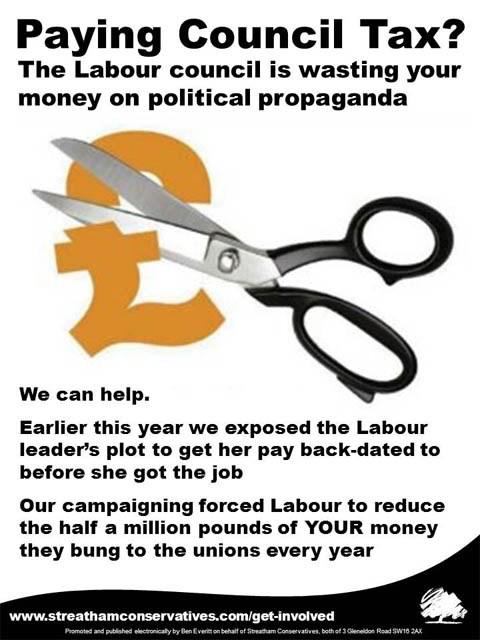 Paying Council Tax?
The Labour council is wasting your
money on political propaganda
£
We can help.
Earlier this year we exposed the Labour
leader's plot to get her pay back-dated to
before she got the job
Our campaigning forced Labour to reduce
the half a million pounds of YOUR money
they bung to the unions every year
www.streathamconservatives.com/get-involved
Promoted and published electronically by Ben Everitt on behalf of Streatham Conservatives, both of 3 Gleneldon Road SW16 2AX